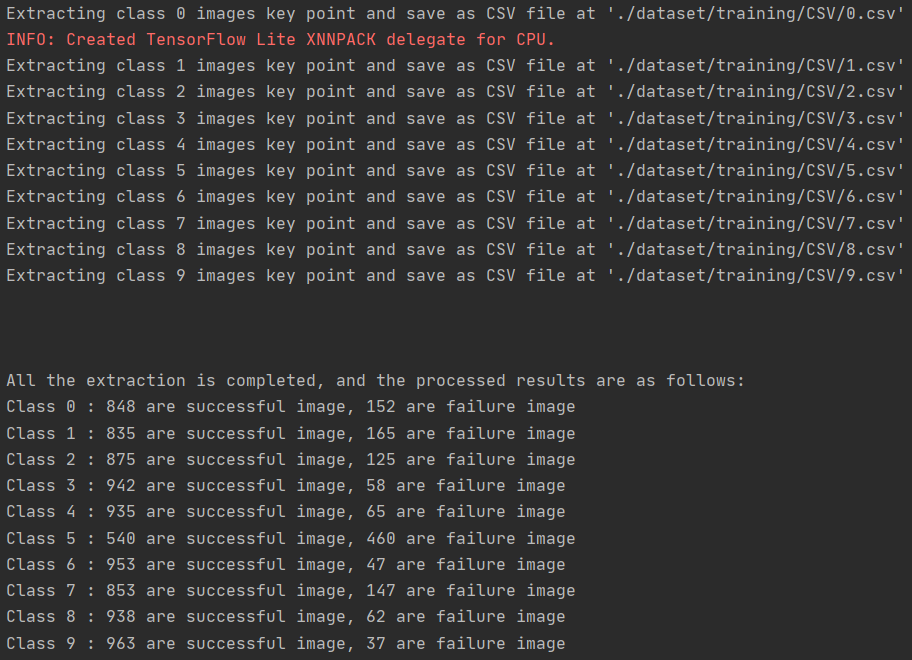 Extracting class 0 images key point and save as CSV file at './dataset/training/CSV/0.csv'
INFO: Created TensorFlow Lite XNNPACK delegate for CPU.
Extracting class 1 images key point and save as CSV file at './dataset/training/CSV/1.csv'
Extracting class 2 images key point and save as CSV file at './dataset/training/CSV/2.csv'
Extracting class 3 images key point and save as CSV file at './dataset/training/CSV/3.csv'
Extracting class 4 images key point and save as CSV file at './dataset/training/CSV/4.csv'
Extracting class 5 images key point and save as CSV file at './dataset/training/CSV/5.csv'
Extracting class 6 images key point and save as CSV file at './dataset/training/CSV/6.csv'
Extracting class 7 images key point and save as CSV file at './dataset/training/CSV/7.csv'
Extracting class 8 images key point and save as CSV file at './dataset/training/CSV/8.csv'
Extracting class 9 images key point and save as CSV file at './dataset/training/CSV/9.csv'
All the extraction is completed, and the processed results are as follows:
Class 0 : 848 are successful image, 152 are failure image
Class 1 : 835 are successful image, 165 are failure image
Class 2 : 875 are successful image, 125 are failure image
Class 3 : 942 are successful image, 58 are failure image
Class 4 : 935 are successful image, 65 are failure image
Class 5 : 540 are successful image, 460 are failure image
Class 6 : 953 are successful image, 47 are failure image
Class 7 : 853 are successful image, 147 are failure image
Class 8 : 938 are successful image, 62 are failure image
Class 9 : 963 are successful image, 37 are failure image